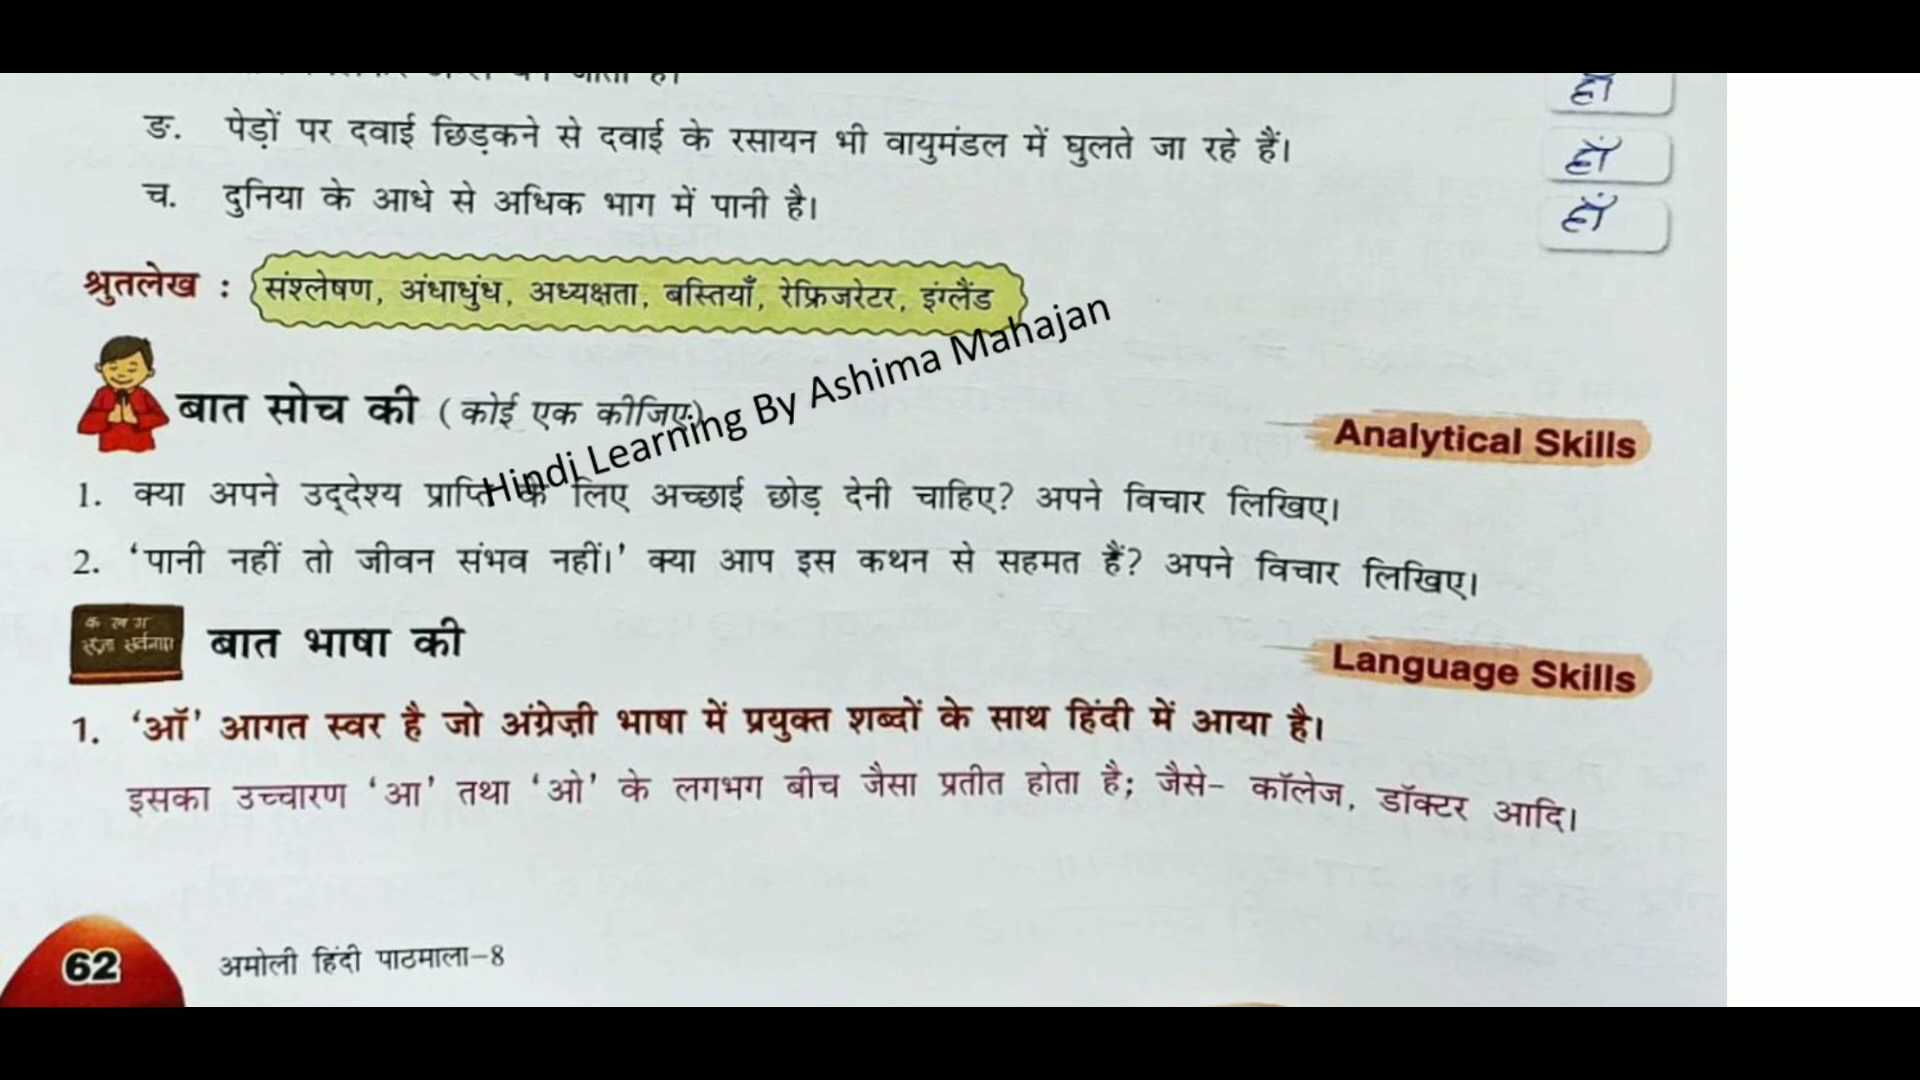 जाता है।
हाँ
ङ. पेड़ों पर दवाई छिड़कने से दवाई के रसायन भी वायुमंडल में घुलते जा रहे हैं।
हाँ
च. दुनिया के आधे से अधिक भाग में पानी है।
हाँ
श्रुतलेख : संश्लेषण, अंधाधुंध, अध्यक्षता, बस्तियाँ, रेफ्रिजरेटर, इंग्लैंड
Hindi Learning By Ashima Mahajan
बात सोच की (कोई एक कीजिए)
Analytical Skills
1. क्या अपने उद्देश्य प्राप्ति के लिए अच्छाई छोड़ देनी चाहिए? अपने विचार लिखिए।
2. ‘पानी नहीं तो जीवन संभव नहीं।’ क्या आप इस कथन से सहमत हैं? अपने विचार लिखिए।
क ख ग
बात भाषा की
Language Skills
1. ‘ऑ’ आगत स्वर है जो अंग्रेज़ी भाषा में प्रयुक्त शब्दों के साथ हिंदी में आया है।
इसका उच्चारण ‘आ’ तथा ‘ओ’ के लगभग बीच जैसा प्रतीत होता है; जैसे– कॉलेज, डॉक्टर आदि।
62
अमोली हिंदी पाठमाला–8